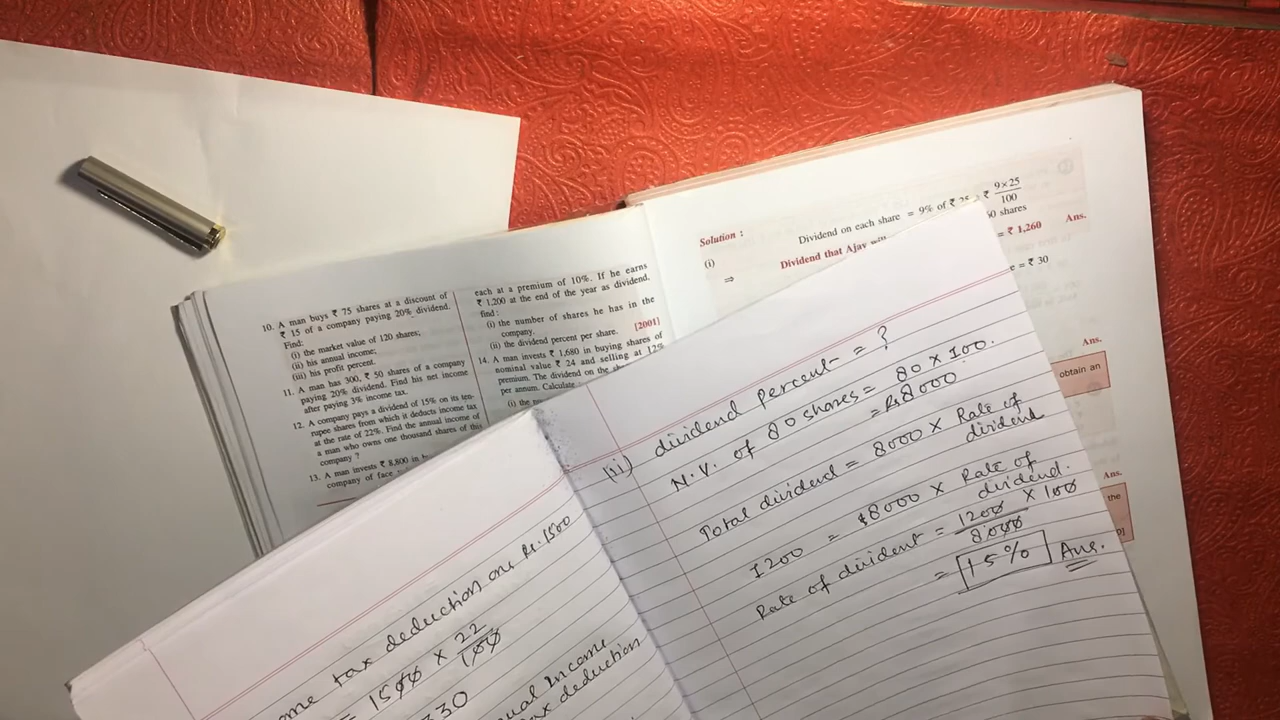 10. A man buys ₹ 75 shares at a discount of
₹ 15 of a company paying 20% dividend.
Find:
(i) the market value of 120 shares;
(ii) his annual income;
(iii) his profit percent.
11. A man has 300, ₹ 50 shares of a company
paying 20% dividend. Find his net income
after paying 3% income tax.
12. A company pays a dividend of 15% on its ten-
rupee shares from which it deducts income tax
at the rate of 22%. Find the annual income of
a man who owns one thousand shares of this
company ?
13. A man invests ₹ 8,800 in
company of face
each at a premium of 10%. If he earns
₹ 1,200 at the end of the year as dividend,
find :
(i) the number of shares he has in the
company.
(ii) the dividend percent per share. [2001]
14. A man invests ₹ 1,680 in buying shares of
nominal value ₹ 24 and selling at 12%
premium. The dividend on the
per annum. Calculate
(i) the
Solution :
Dividend on each share = 9% of ₹ 25 = ₹ 9×25/100
(i)
shares
⇒ Dividend that Ajay = ₹ 1,260 Ans.
= ₹ 30
Ans.
obtain an
Ans.
the
tax deduction on Rs. 1500
= 1500 × 22/100
330
Income
tax deduction
(ii) dividend percent = ?
N.V. of 80 shares = 80 × 100.
= Rs 8000
Total dividend = 8000 × Rate of
dividend
1200 = 8000 × Rate of
dividend.
Rate of dividend = 1200/8000 × 100
= 15% Ans.